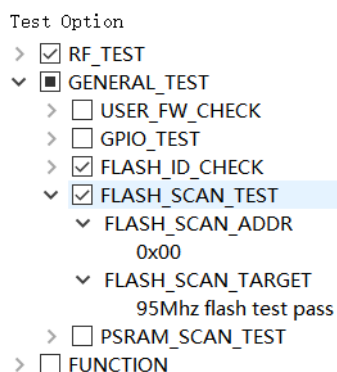 Test Option
RF_TEST
GENERAL_TEST
USER_FW_CHECK
GPIO_TEST
FLASH_ID_CHECK
FLASH_SCAN_TEST
FLASH_SCAN_ADDR
0x00
FLASH_SCAN_TARGET
95Mhz flash test pass
PSRAM_SCAN_TEST
FUNCTION